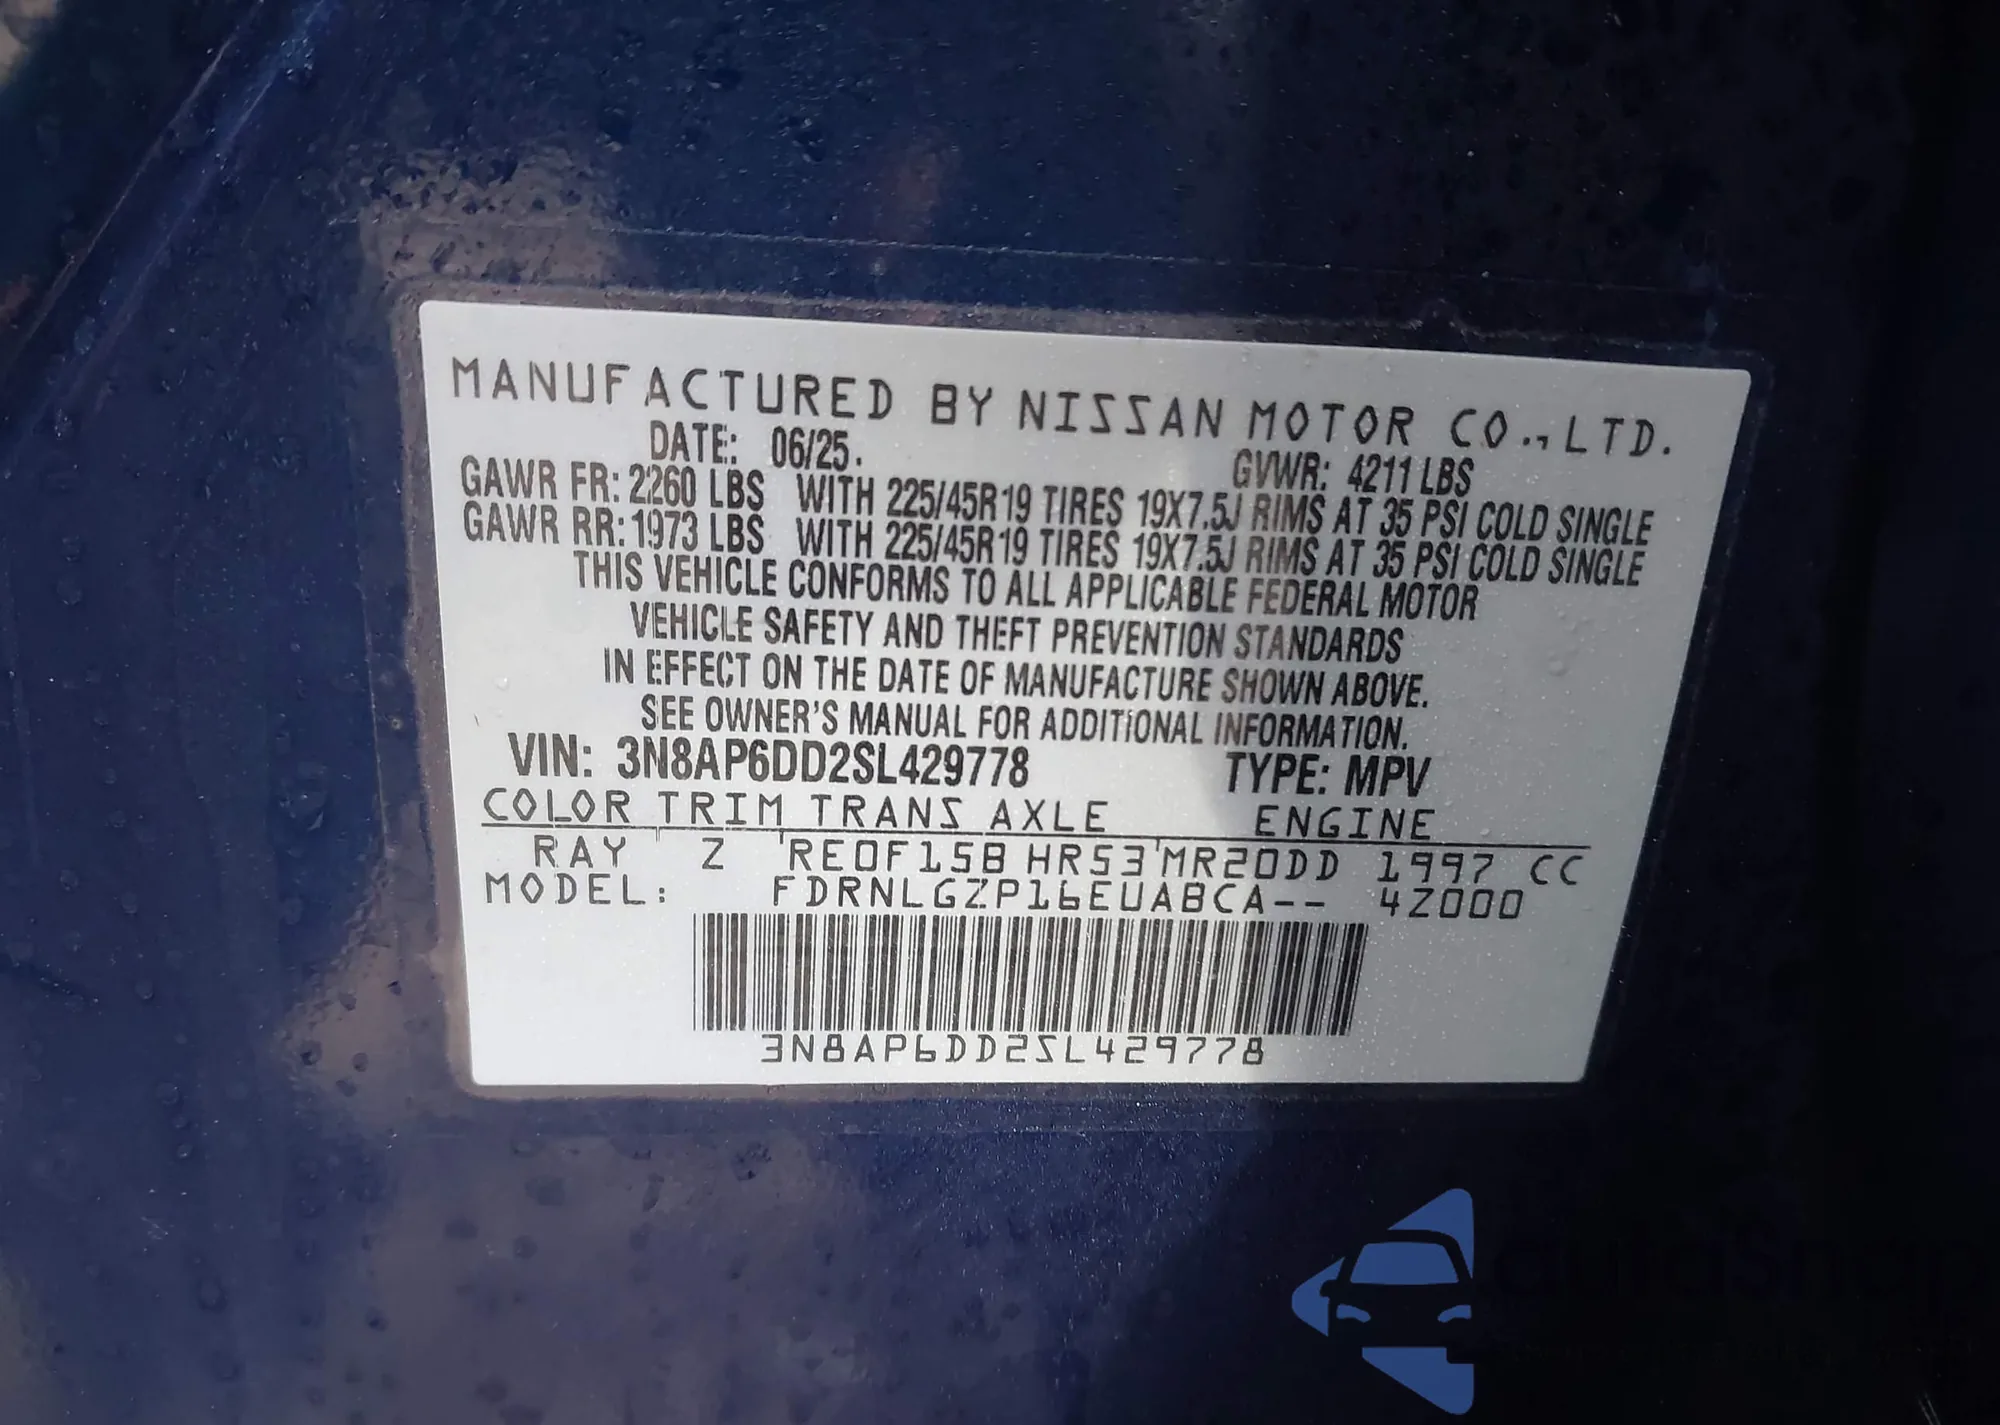 MANUFACTURED BY NISSAN MOTOR CO., LTD.
DATE: 06/25. GVWR: 4211 LBS
GAWR FR: 2260 LBS WITH 225/45R19 TIRES 19X7.5J RIMS AT 35 PSI COLD SINGLE
GAWR RR: 1973 LBS WITH 225/45R19 TIRES 19X7.5J RIMS AT 35 PSI COLD SINGLE
THIS VEHICLE CONFORMS TO ALL APPLICABLE FEDERAL MOTOR
VEHICLE SAFETY AND THEFT PREVENTION STANDARDS
IN EFFECT ON THE DATE OF MANUFACTURE SHOWN ABOVE.
SEE OWNER'S MANUAL FOR ADDITIONAL INFORMATION.
VIN: 3N8AP6DD2SL429778 TYPE: MPV
COLOR TRIM TRANS AXLE ENGINE
RAY Z RE0F15B HR53 MR20DD 1997 CC
MODEL: FDRNLGZP16EUABCA-- 4Z000
3N8AP6DD2SL429778